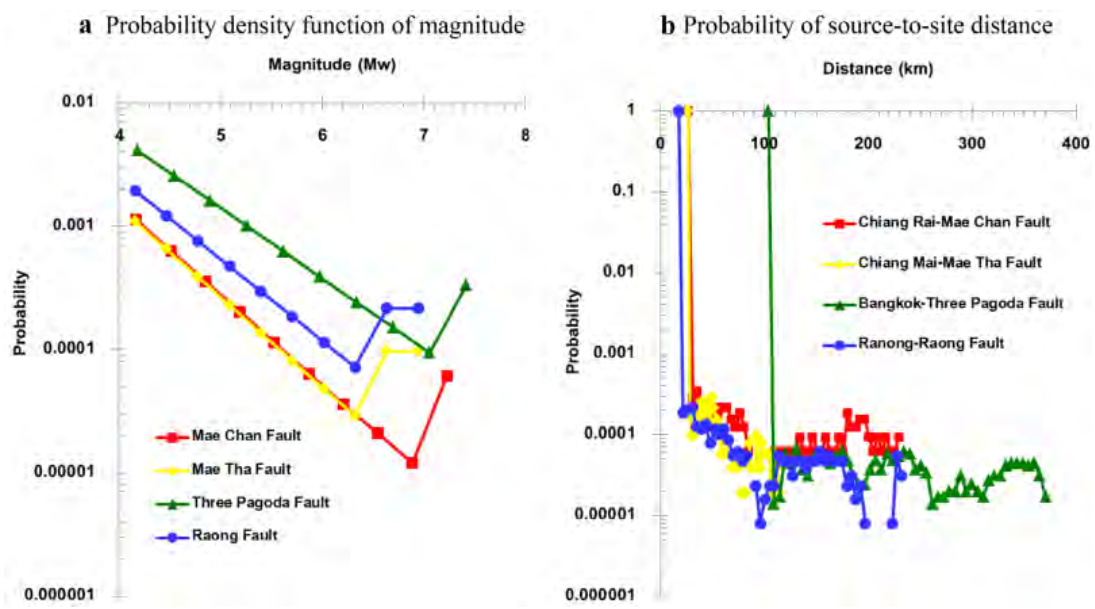 a Probability density function of magnitude
Magnitude (Mw)
0.01
4 5 6 7 8
0.001
0.0001
0.00001
0.000001
Probability
Mae Chan Fault
Mae Tha Fault
Three Pagoda Fault
Raong Fault
b Probability of source-to-site distance
Distance (km)
1
0 100 200 300 400
0.1
0.01
0.001
0.0001
0.00001
0.000001
Probability
Chiang Rai-Mae Chan Fault
Chiang Mai-Mae Tha Fault
Bangkok-Three Pagoda Fault
Ranong-Raong Fault